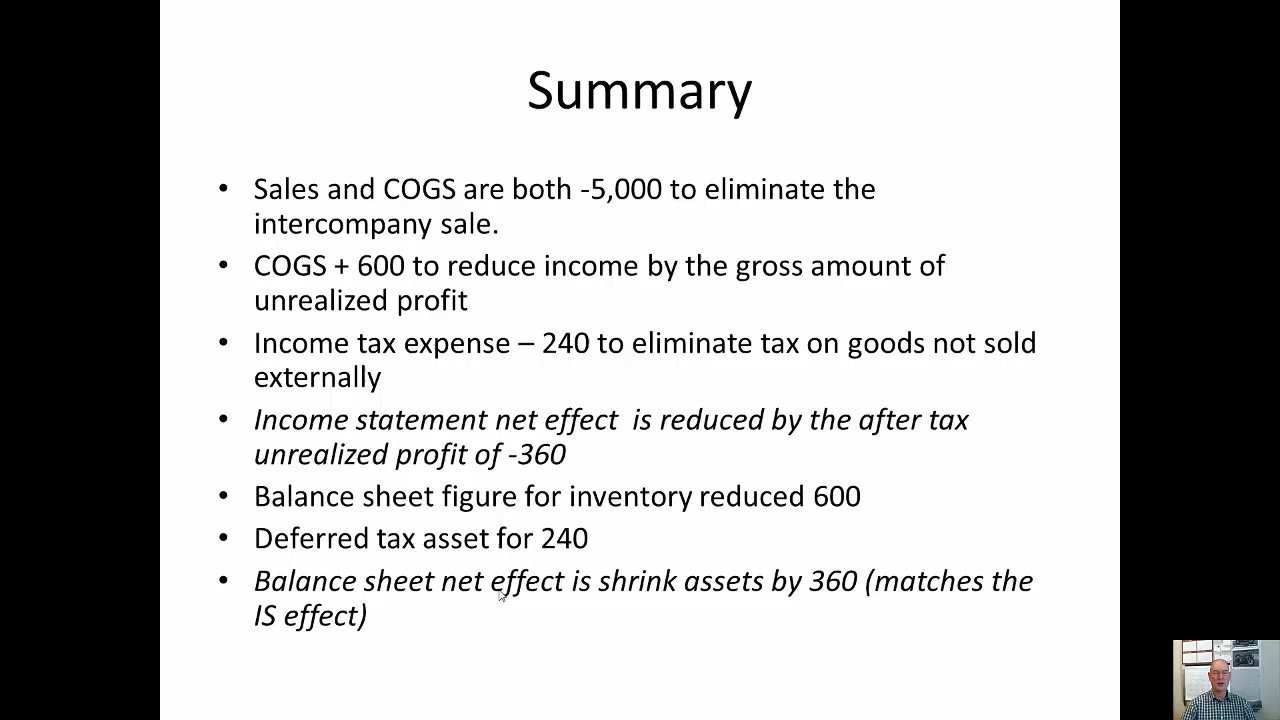 Summary
• Sales and COGS are both -5,000 to eliminate the
intercompany sale.
• COGS + 600 to reduce income by the gross amount of
unrealized profit
• Income tax expense – 240 to eliminate tax on goods not sold
externally
• Income statement net effect  is reduced by the after tax
unrealized profit of -360
• Balance sheet figure for inventory reduced 600
• Deferred tax asset for 240
• Balance sheet net effect is shrink assets by 360 (matches the
IS effect)